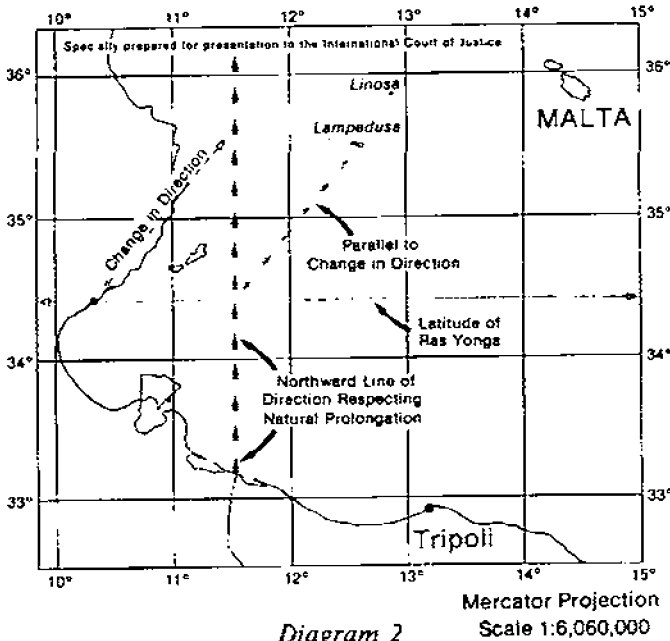 10° 11° 12° 13° 14° 15°
Specially prepared for presentation to the International Court of Justice
36° 36°
Linosa
MALTA
Lampedusa
Change in Direction
35° 35°
Parallel to
Change in Direction
Latitude of
Ras Yonga
34° 34°
Northward Line of
Direction Respecting
Natural Prolongation
33° 33°
Tripoli
10° 11° 12° 13° 14° 15°
Mercator Projection
Scale 1:6,060,000
Diagram 2